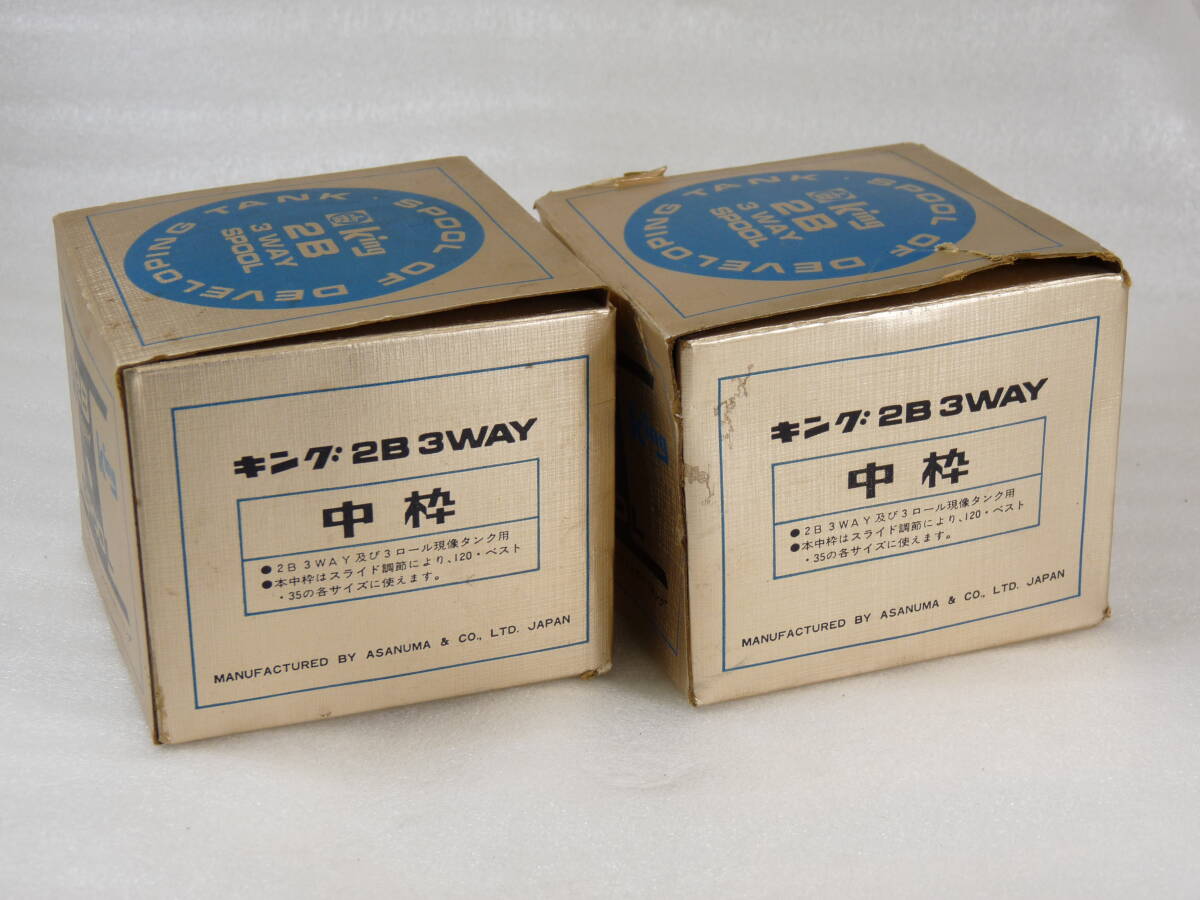 SPOOL OF DEVELOPING TANK
King
2B
3 WAY
SPOOL
キング 2B 3WAY
中枠
●2B 3WAY及び3ロール現像タンク用
●本中枠はスライド調節により、120・ベスト
・35の各サイズに使えます。
MANUFACTURED BY ASANUMA & CO., LTD. JAPAN
SPOOL OF DEVELOPING TANK
King
2B
3 WAY
SPOOL
キング 2B 3WAY
中枠
●2B 3WAY及び3ロール現像タンク用
●本中枠はスライド調節により、120・ベスト
・35の各サイズに使えます。
MANUFACTURED BY ASANUMA & CO., LTD. JAPAN